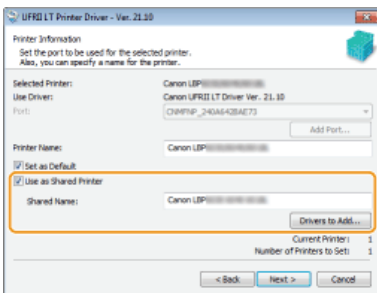 UFRII LT Printer Driver - Ver. 21.10
Printer Information
Set the port to be used for the selected printer.
Also, you can specify a name for the printer.
Selected Printer: Canon LBP
Use Driver: Canon UFRII LT Driver Ver. 21.10
Port: CNMFNP_240A642BAE73
Add Port...
Printer Name: Canon LBP
Set as Default
Use as Shared Printer
Shared Name: Canon LBP
Drivers to Add...
Current Printer: 1
Number of Printers to Set: 1
< Back Next > Cancel